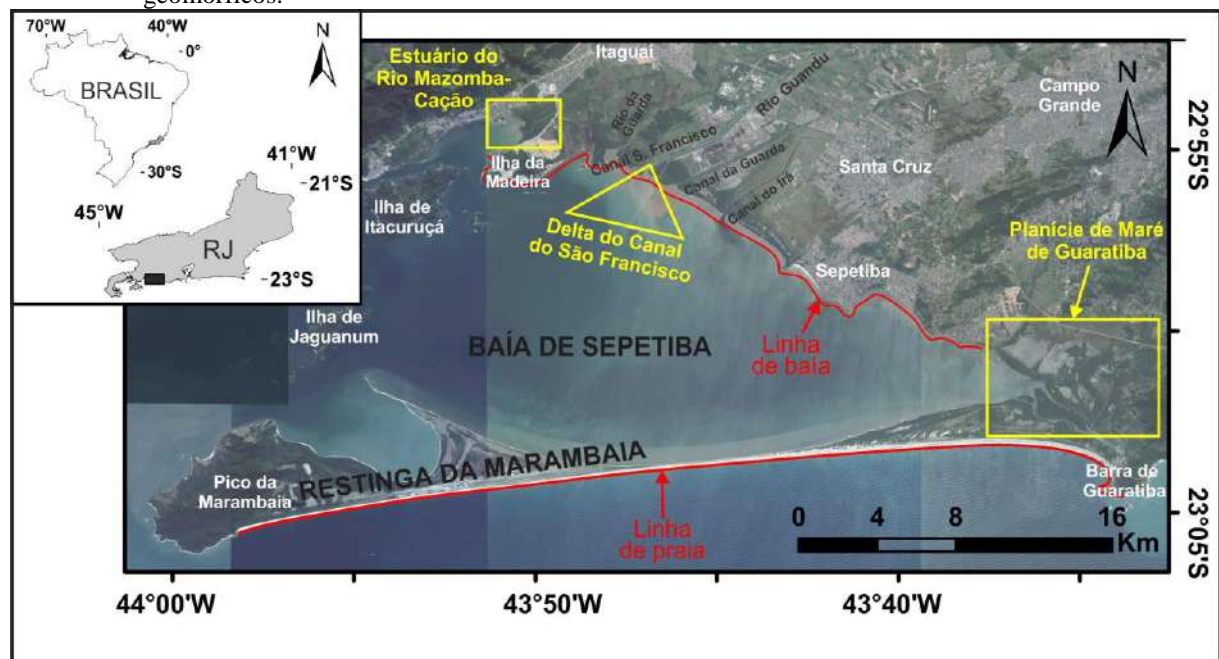 geomórficos.
70°W
40°W
0°
N
BRASIL
30°S
41°W
21°S
45°W
RJ
23°S
Estuário do
Rio Mazomba-
Cação
Itaguaí
Rio da
Guarda
Rio Guandu
Campo
Grande
N
22°55'S
Ilha da
Madeira
Canal S. Francisco
Canal da Guarda
Canal do Irá
Santa Cruz
Ilha de
Itacuruçá
Delta do Canal
do São Francisco
Planície de Maré
de Guaratiba
Sepetiba
Ilha de
Jaguanum
BAÍA DE SEPETIBA
Linha
de baía
RESTINGA DA MARAMBAIA
Pico da
Marambaia
Barra de
Guaratiba
Linha
de praia
0 4 8 16
Km
23°05'S
44°00'W 43°50'W 43°40'W